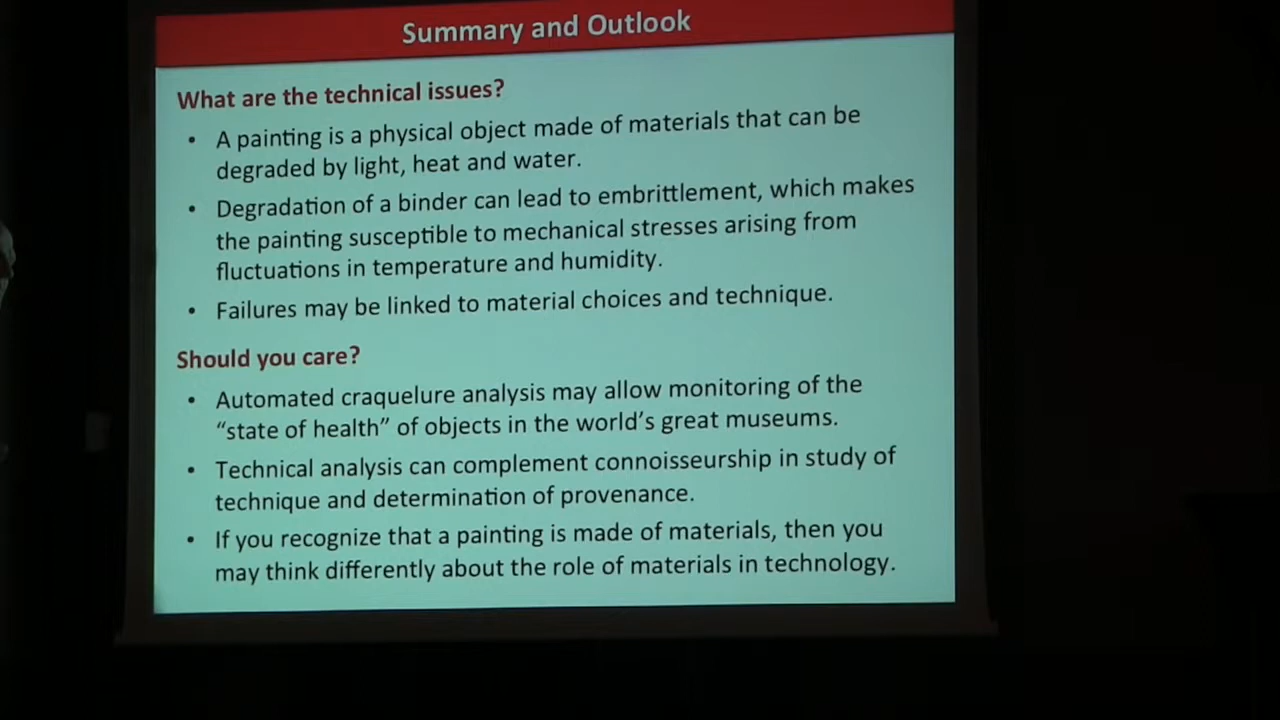 Summary and Outlook
What are the technical issues?
• A painting is a physical object made of materials that can be
degraded by light, heat and water.
• Degradation of a binder can lead to embrittlement, which makes
the painting susceptible to mechanical stresses arising from
fluctuations in temperature and humidity.
• Failures may be linked to material choices and technique.
Should you care?
• Automated craquelure analysis may allow monitoring of the
“state of health” of objects in the world’s great museums.
• Technical analysis can complement connoisseurship in study of
technique and determination of provenance.
• If you recognize that a painting is made of materials, then you
may think differently about the role of materials in technology.